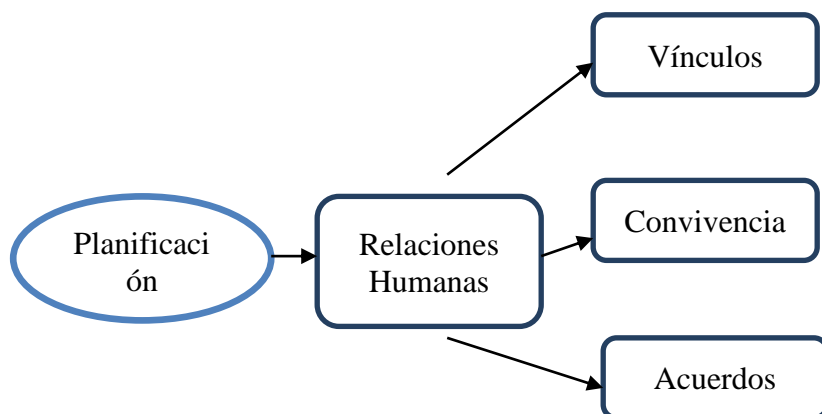 Vínculos
Planificaci
ón
Relaciones
Humanas
Convivencia
Acuerdos